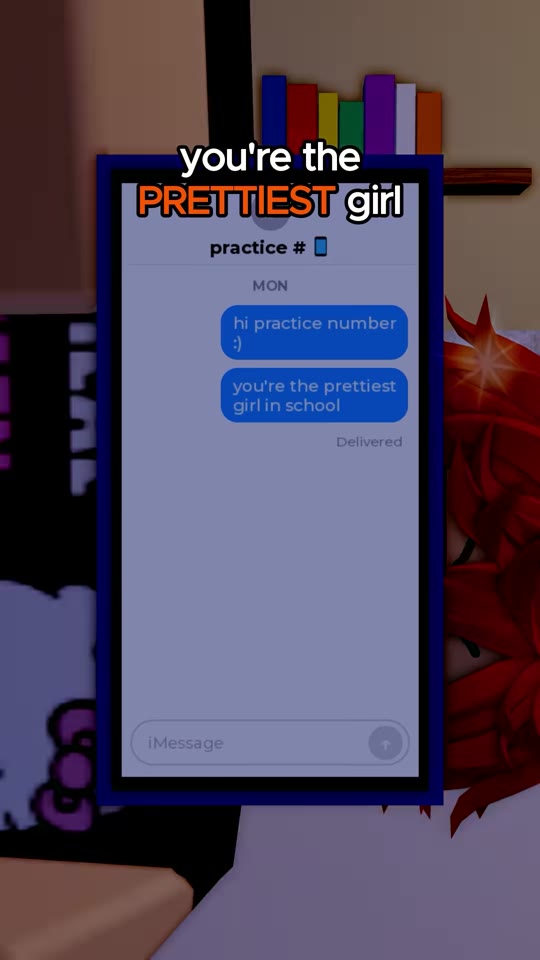 you're the
PRETTIEST girl
practice # 📱
MON
hi practice number
:)
you're the prettiest
girl in school
Delivered
iMessage